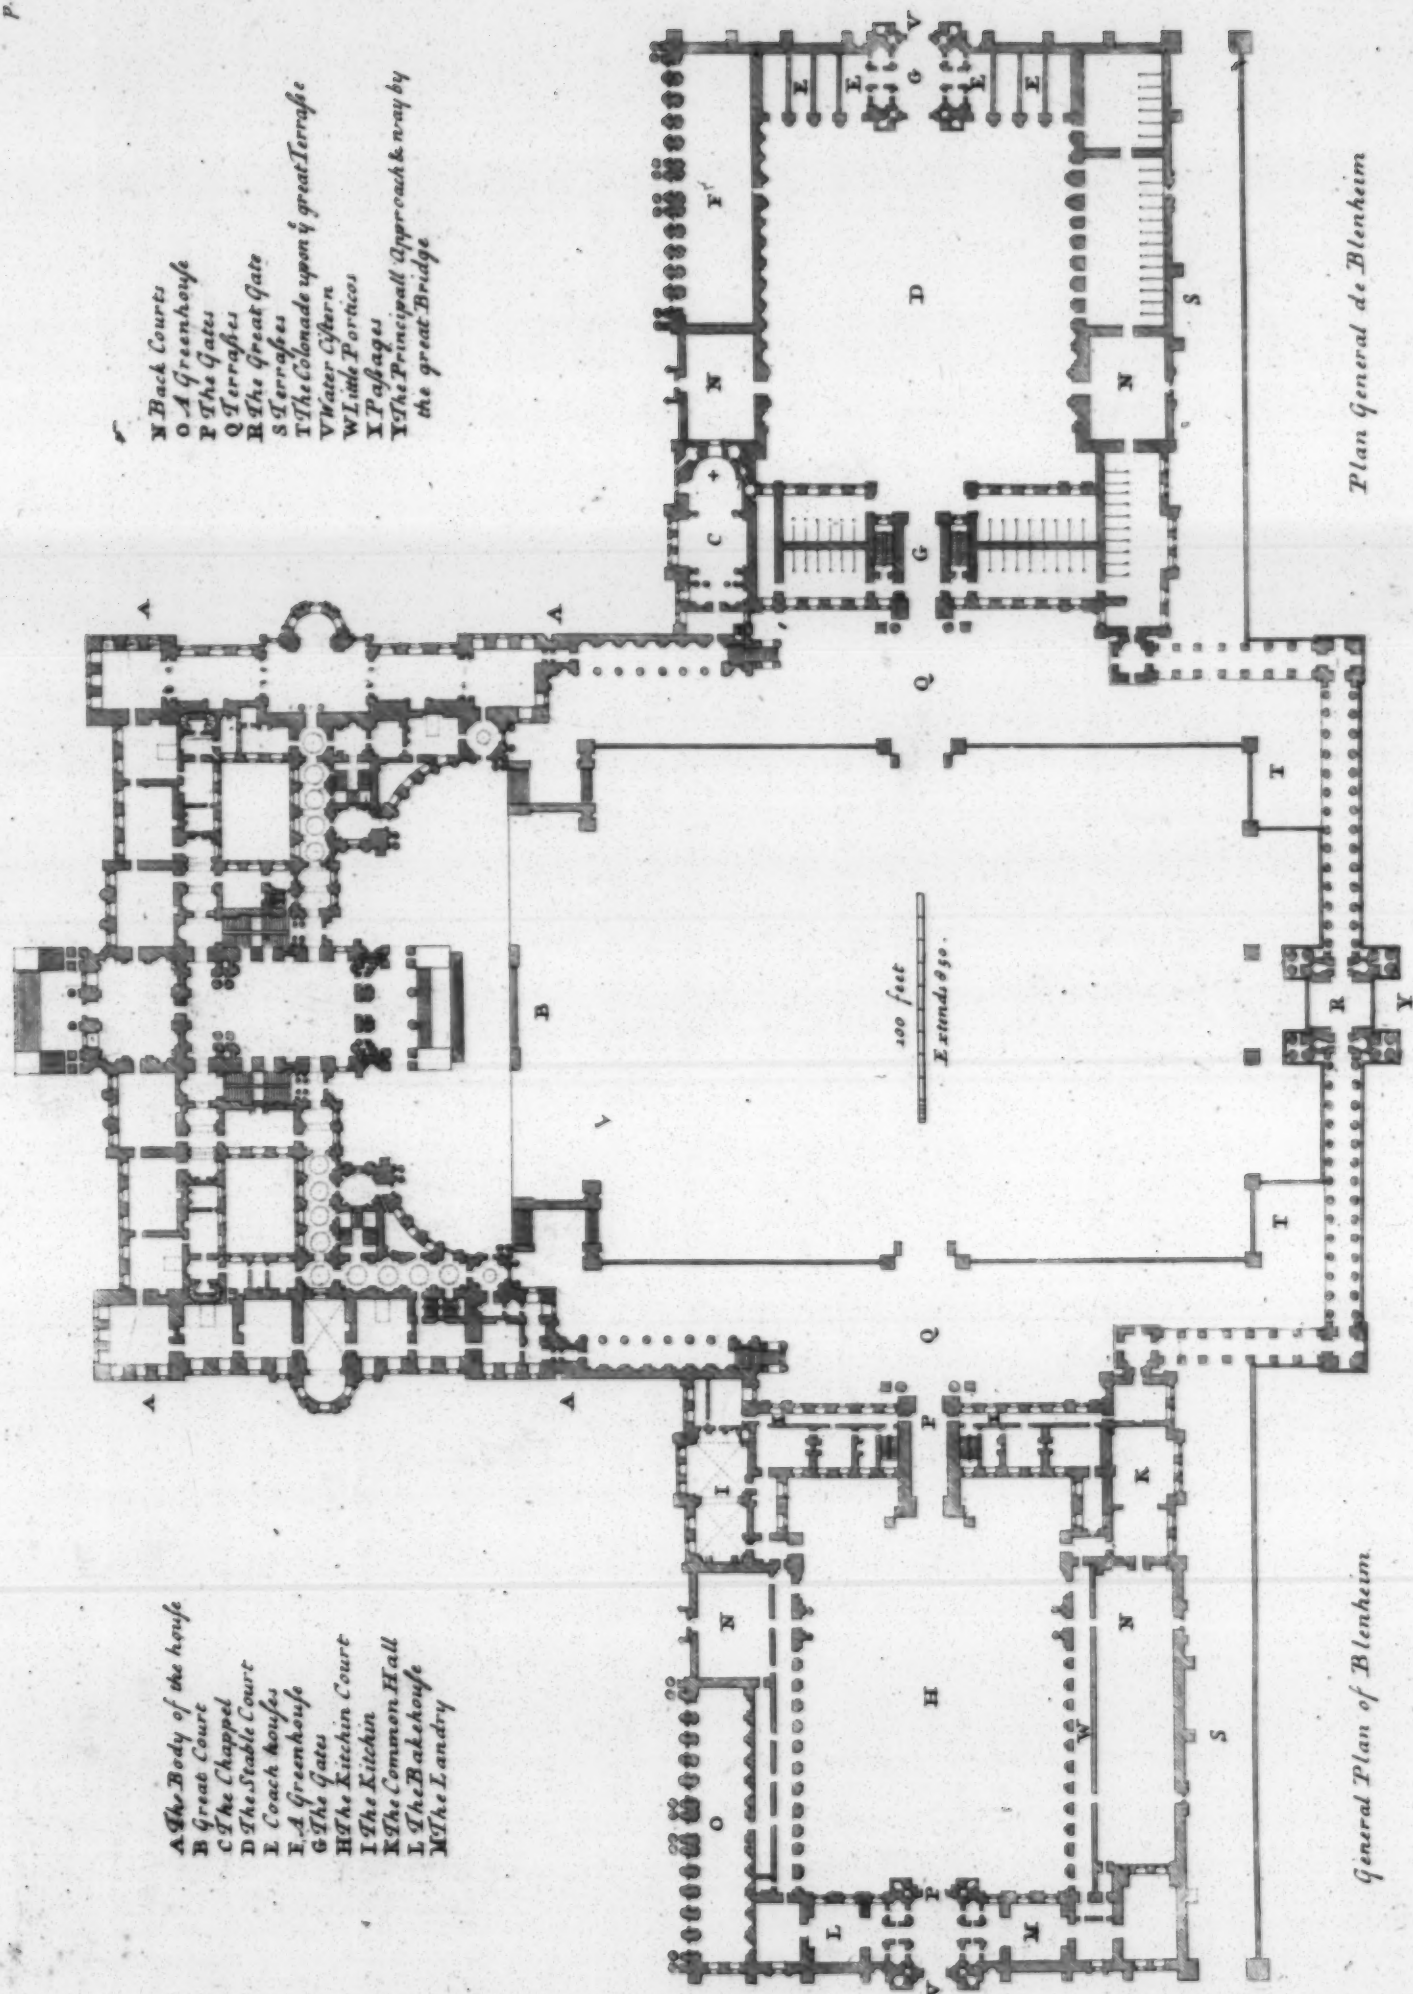 A The Body of the houſe
B Great Court
C The Chappel
D The Stable Court
E Coach houſes
F A Greenhouſe
G The Gates
H The Kitchin Court
I The Kitchin
K The Common Hall
L The Bakehouſe
M The Landry
N Back Courts
O A Greenhouſe
P The Gates
Q Terraſſes
R The Great Gate
S Terraſſes
T The Colonade upon ẏ great Terraſſe
V Water Ciſtern
W Little Porticos
X Paſsages
Y The Principall Approach & way by
the great Bridge
P.
A
A
A
A
B
100 feet
Extends 850.
Q
Q
I
N
O
P
H
H
H
P
V
L
M
K
N
W
S
C
N
F
G
D
G
V
E
E
E
E
N
S
T
T
R
Y
General Plan of Blenheim
Plan General de Blenheim